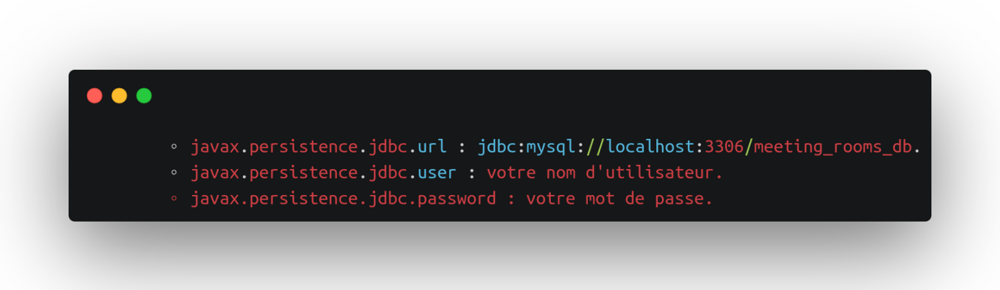 ◦ javax.persistence.jdbc.url : jdbc:mysql://localhost:3306/meeting_rooms_db.
◦ javax.persistence.jdbc.user : votre nom d'utilisateur.
◦ javax.persistence.jdbc.password : votre mot de passe.